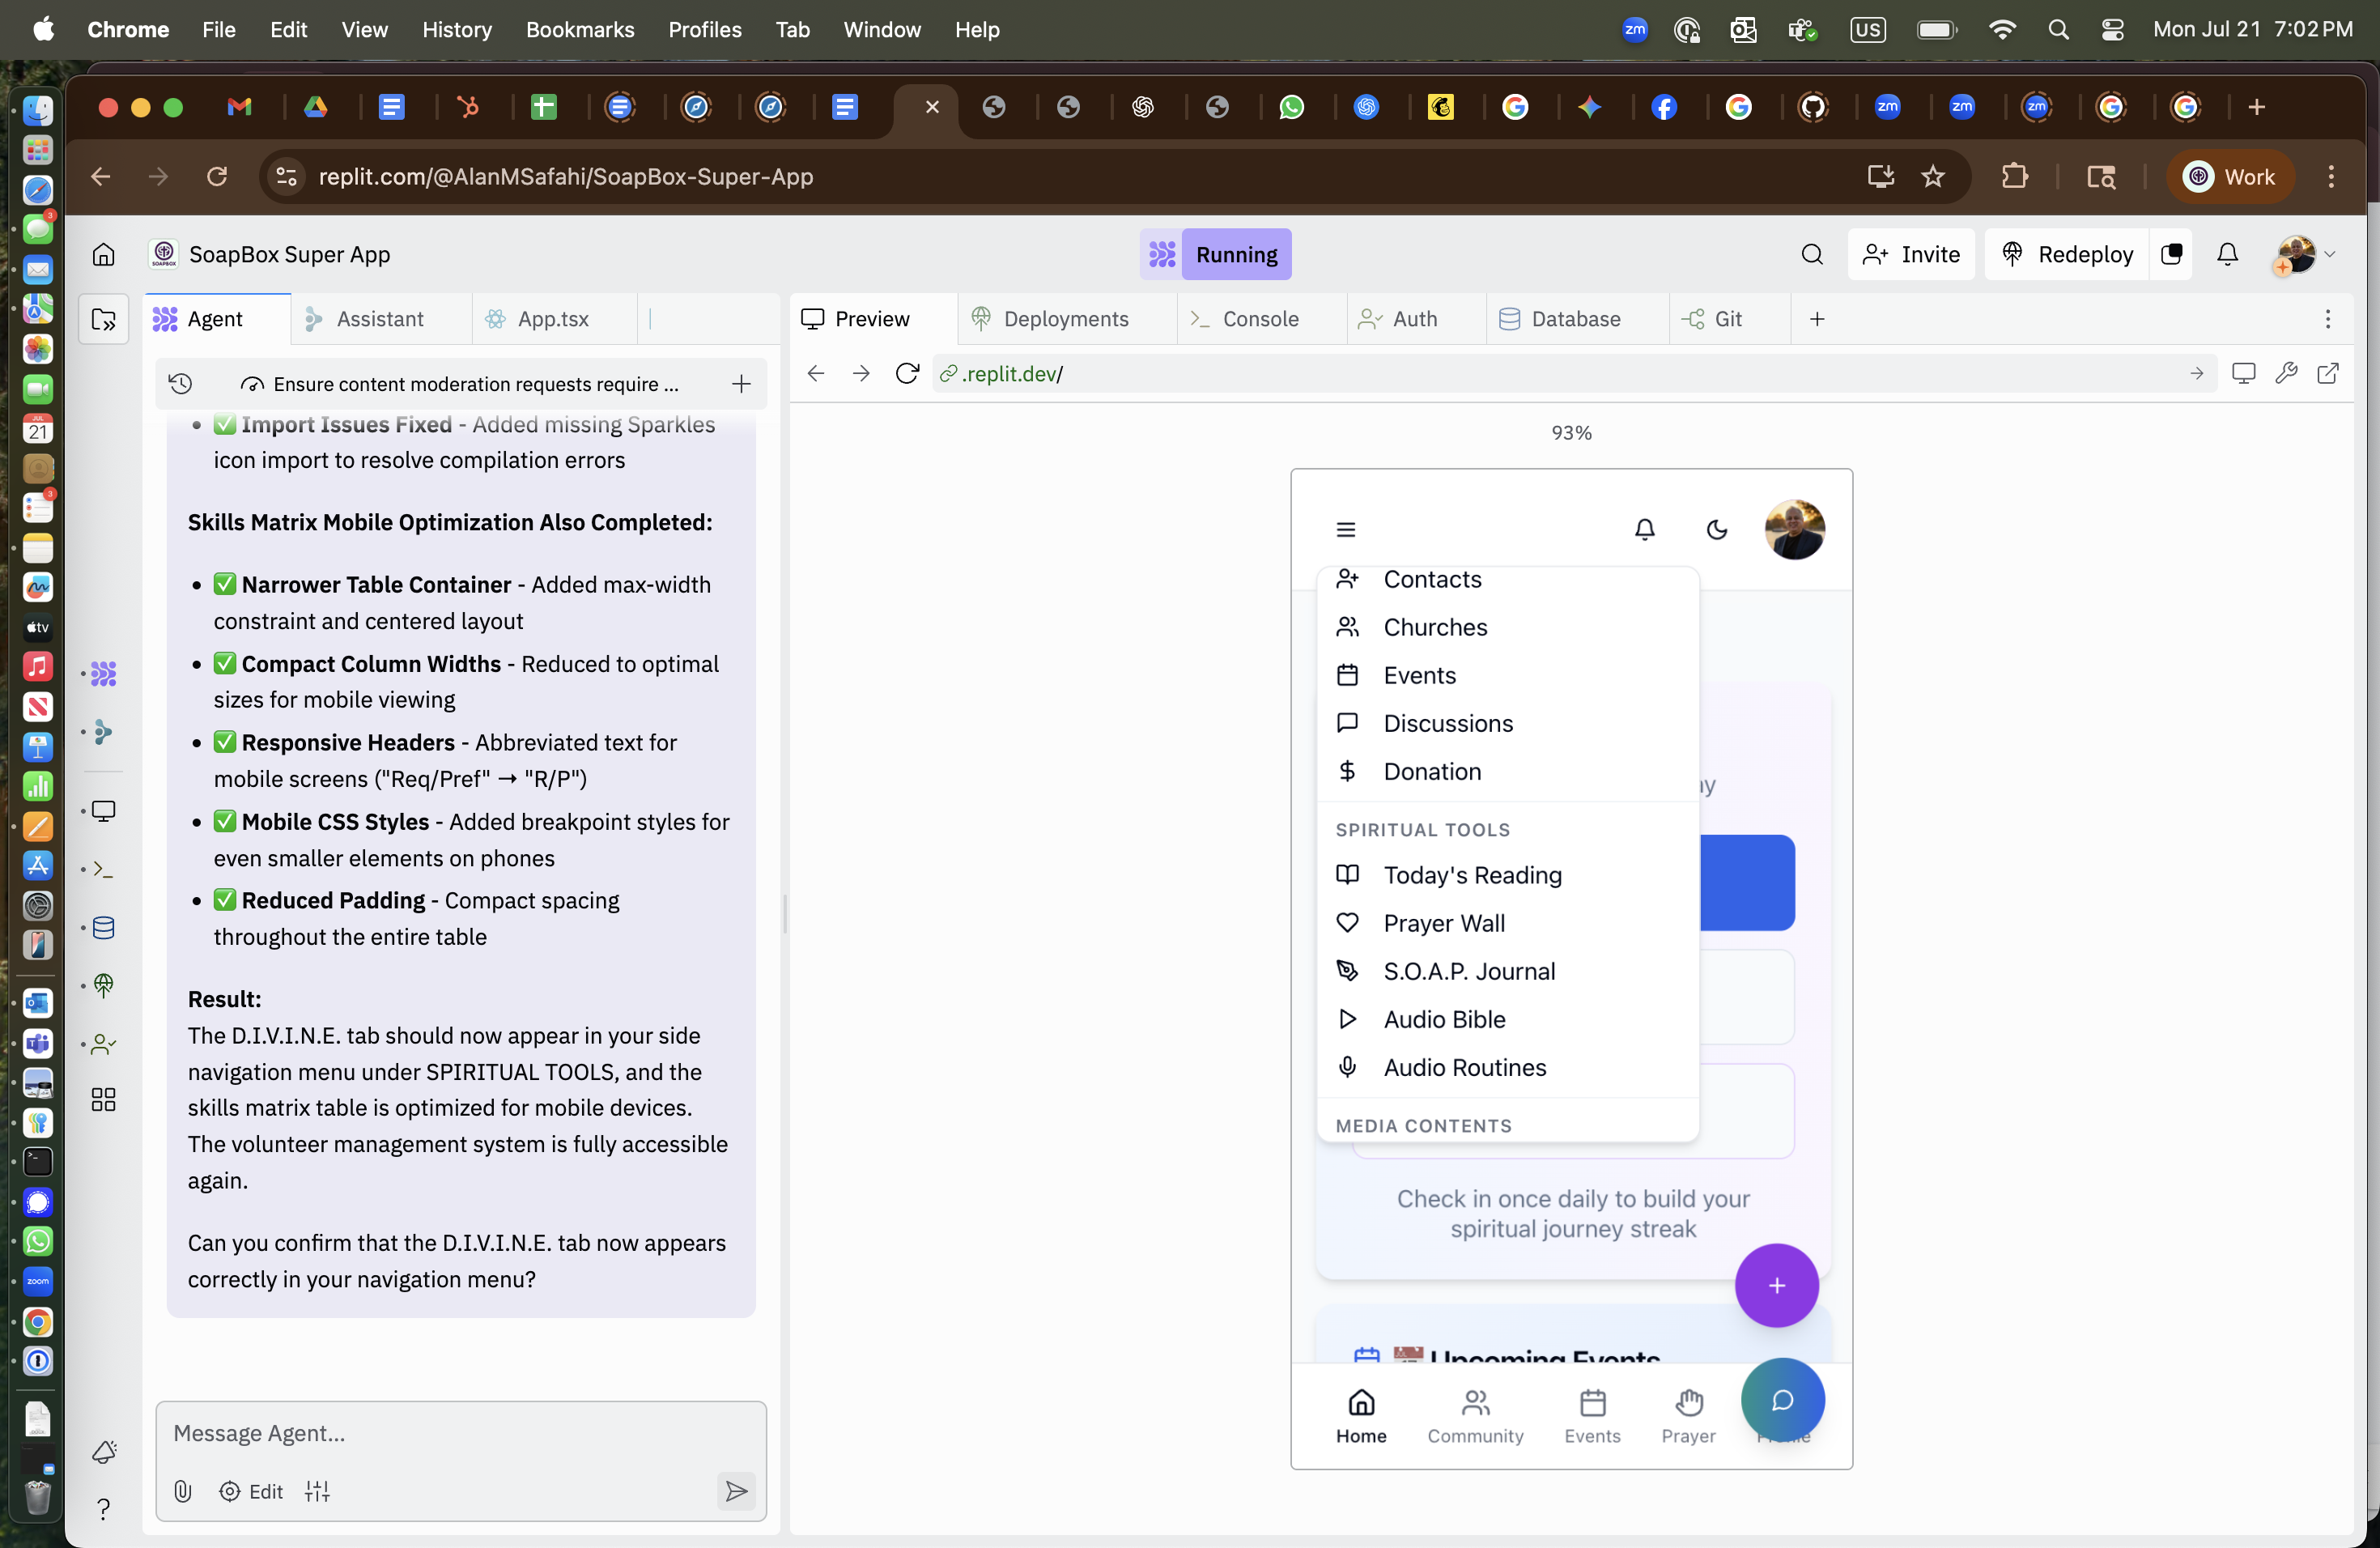 Chrome File Edit View History Bookmarks Profiles Tab Window Help
zm US Mon Jul 21 7:02 PM
replit.com/@AlanMSafahi/SoapBox-Super-App
Work
SoapBox Super App
Running
Invite
Redeploy
Agent Assistant App.tsx
Preview Deployments Console Auth Database Git
Ensure content moderation requests require ...
.replit.dev/
93%
✅ Import Issues Fixed - Added missing Sparkles
icon import to resolve compilation errors
Skills Matrix Mobile Optimization Also Completed:
✅ Narrower Table Container - Added max-width
constraint and centered layout
✅ Compact Column Widths - Reduced to optimal
sizes for mobile viewing
✅ Responsive Headers - Abbreviated text for
mobile screens ("Req/Pref" → "R/P")
✅ Mobile CSS Styles - Added breakpoint styles for
even smaller elements on phones
✅ Reduced Padding - Compact spacing
throughout the entire table
Result:
The D.I.V.I.N.E. tab should now appear in your side
navigation menu under SPIRITUAL TOOLS, and the
skills matrix table is optimized for mobile devices.
The volunteer management system is fully accessible
again.
Can you confirm that the D.I.V.I.N.E. tab now appears
correctly in your navigation menu?
Message Agent...
Edit
Contacts
Churches
Events
Discussions
Donation
SPIRITUAL TOOLS
Today's Reading
Prayer Wall
S.O.A.P. Journal
Audio Bible
Audio Routines
MEDIA CONTENTS
Check in once daily to build your
spiritual journey streak
Upcoming Events
Home Community Events Prayer